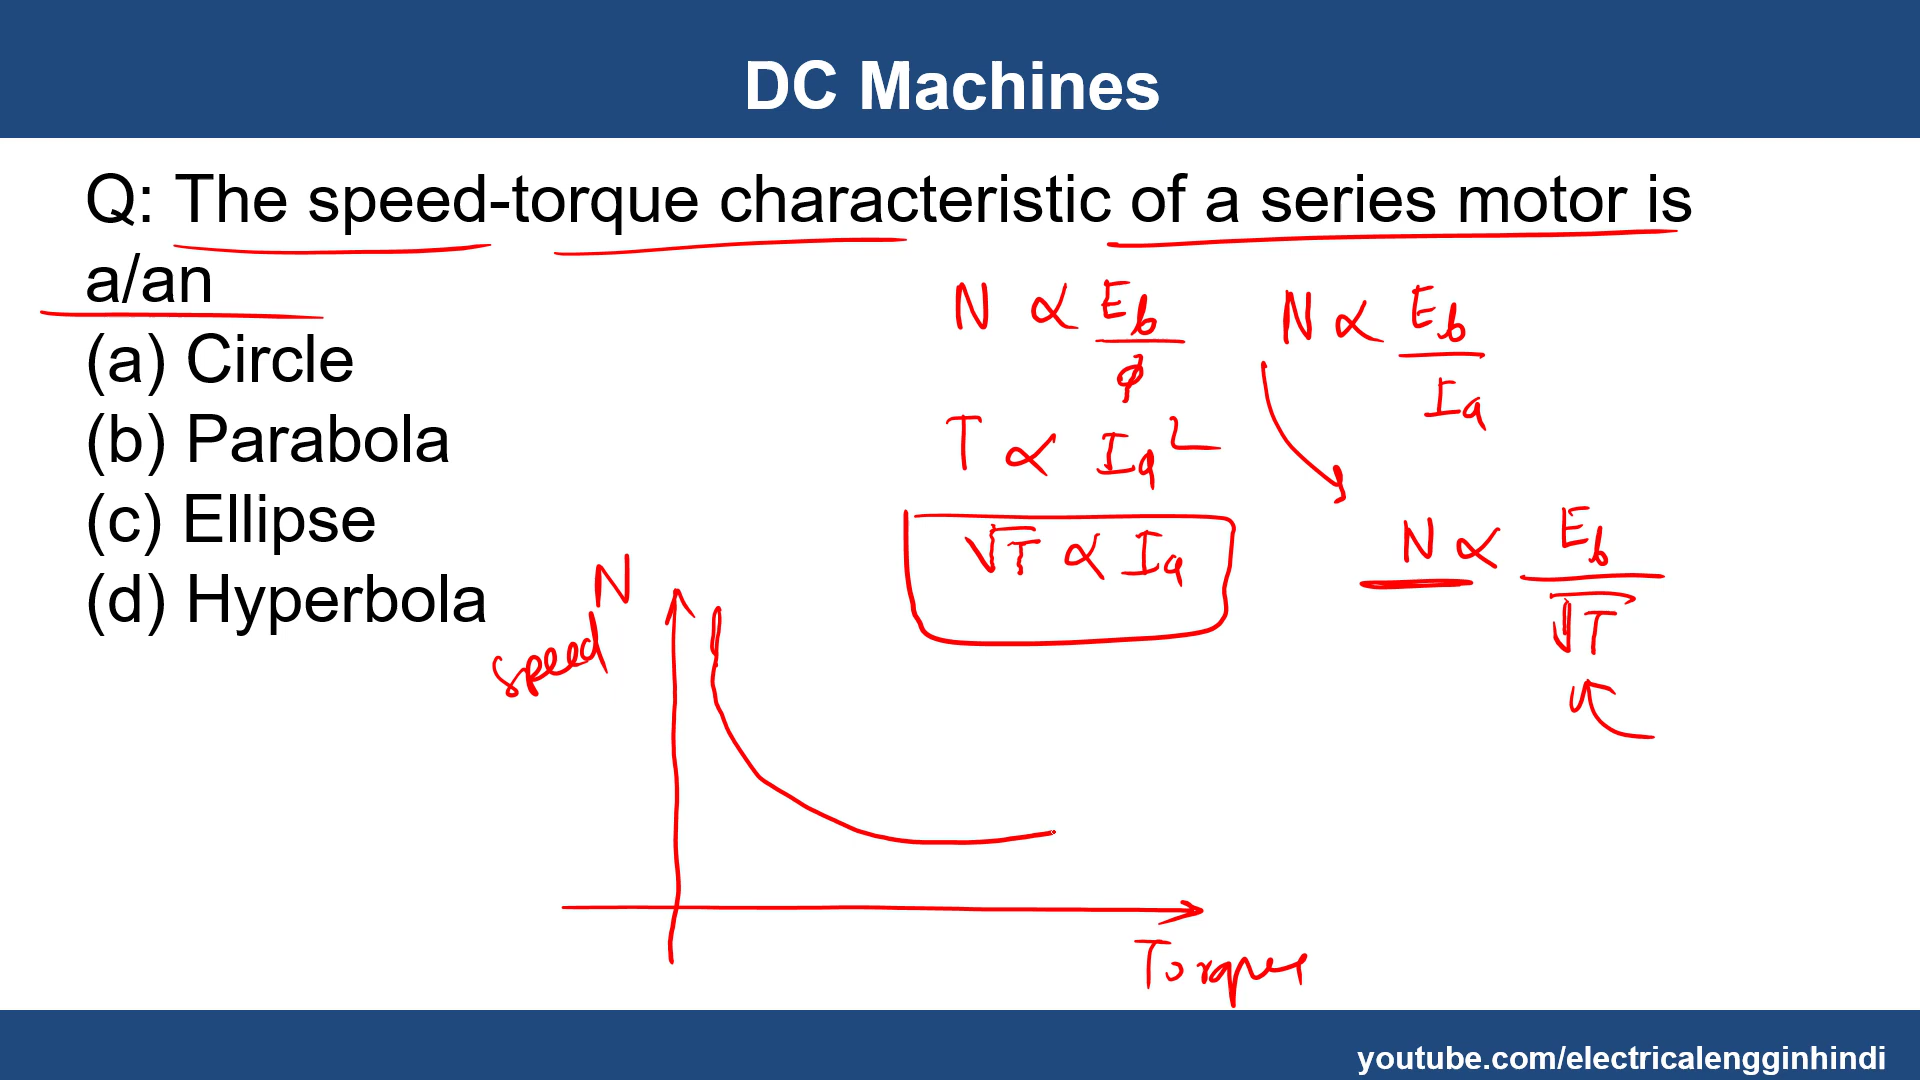 DC Machines
Q: The speed-torque characteristic of a series motor is
a/an
(a) Circle
(b) Parabola
(c) Ellipse
(d) Hyperbola
N ∝ Eb/ϕ
N ∝ Eb/Ia
T ∝ Ia²
√T ∝ Ia
N ∝ Eb/√T
N
speed
Torque
youtube.com/electricalengginhindi